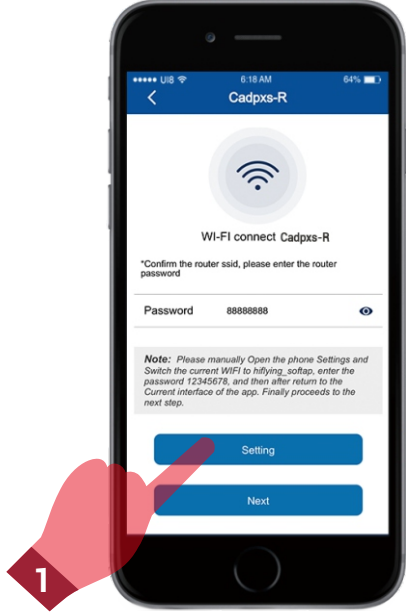 ●●●●● UI8 6:18 AM 64%
Cadpxs-R
WI-FI connect Cadpxs-R
*Confirm the router ssid, please enter the router
password
Password 88888888
Note: Please manually Open the phone Settings and
Switch the current WIFI to hiflying_softap, enter the
password 12345678, and then after return to the
Current interface of the app. Finally proceeds to the
next step.
Setting
Next
1